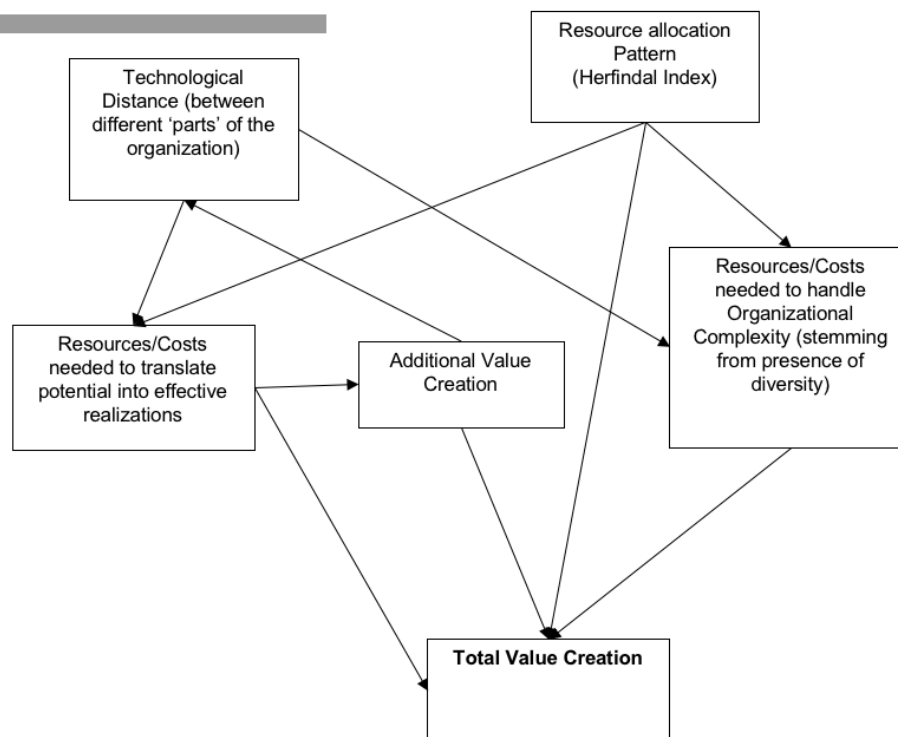 Resource allocation
Pattern
(Herfindal Index)
Technological
Distance (between
different ‘parts’ of the
organization)
Resources/Costs
needed to handle
Organizational
Complexity (stemming
from presence of
diversity)
Resources/Costs
needed to translate
potential into effective
realizations
Additional Value
Creation
Total Value Creation